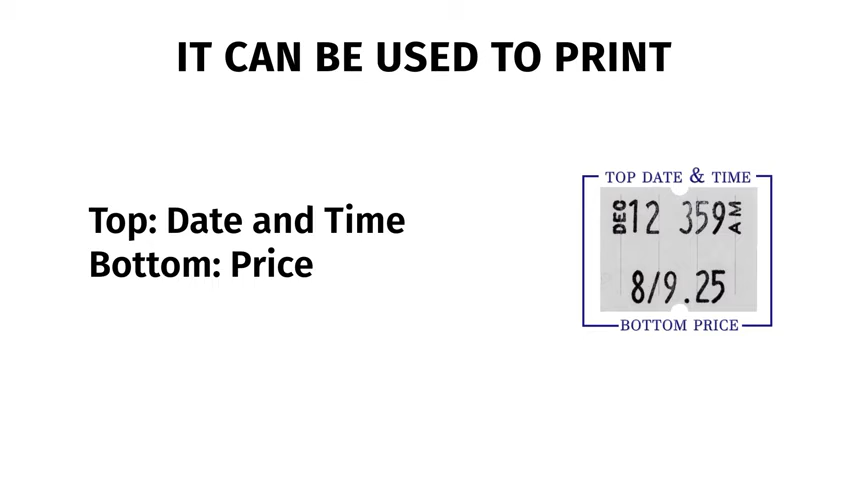 IT CAN BE USED TO PRINT
Top: Date and Time
Bottom: Price
TOP DATE & TIME
DEC 12 359 AM
8/9.25
BOTTOM PRICE